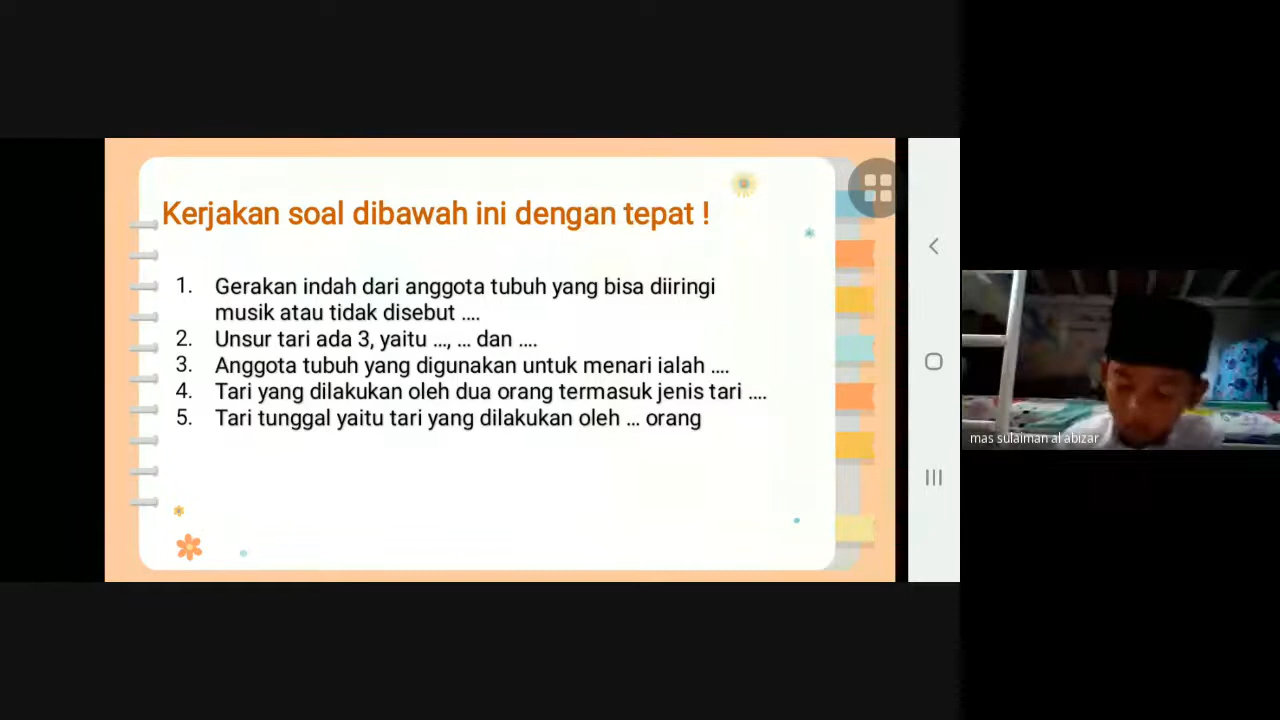 Kerjakan soal dibawah ini dengan tepat !
1. Gerakan indah dari anggota tubuh yang bisa diiringi
musik atau tidak disebut ....
2. Unsur tari ada 3, yaitu ..., ... dan ....
3. Anggota tubuh yang digunakan untuk menari ialah ....
4. Tari yang dilakukan oleh dua orang termasuk jenis tari ....
5. Tari tunggal yaitu tari yang dilakukan oleh ... orang
mas sulaiman al abizar